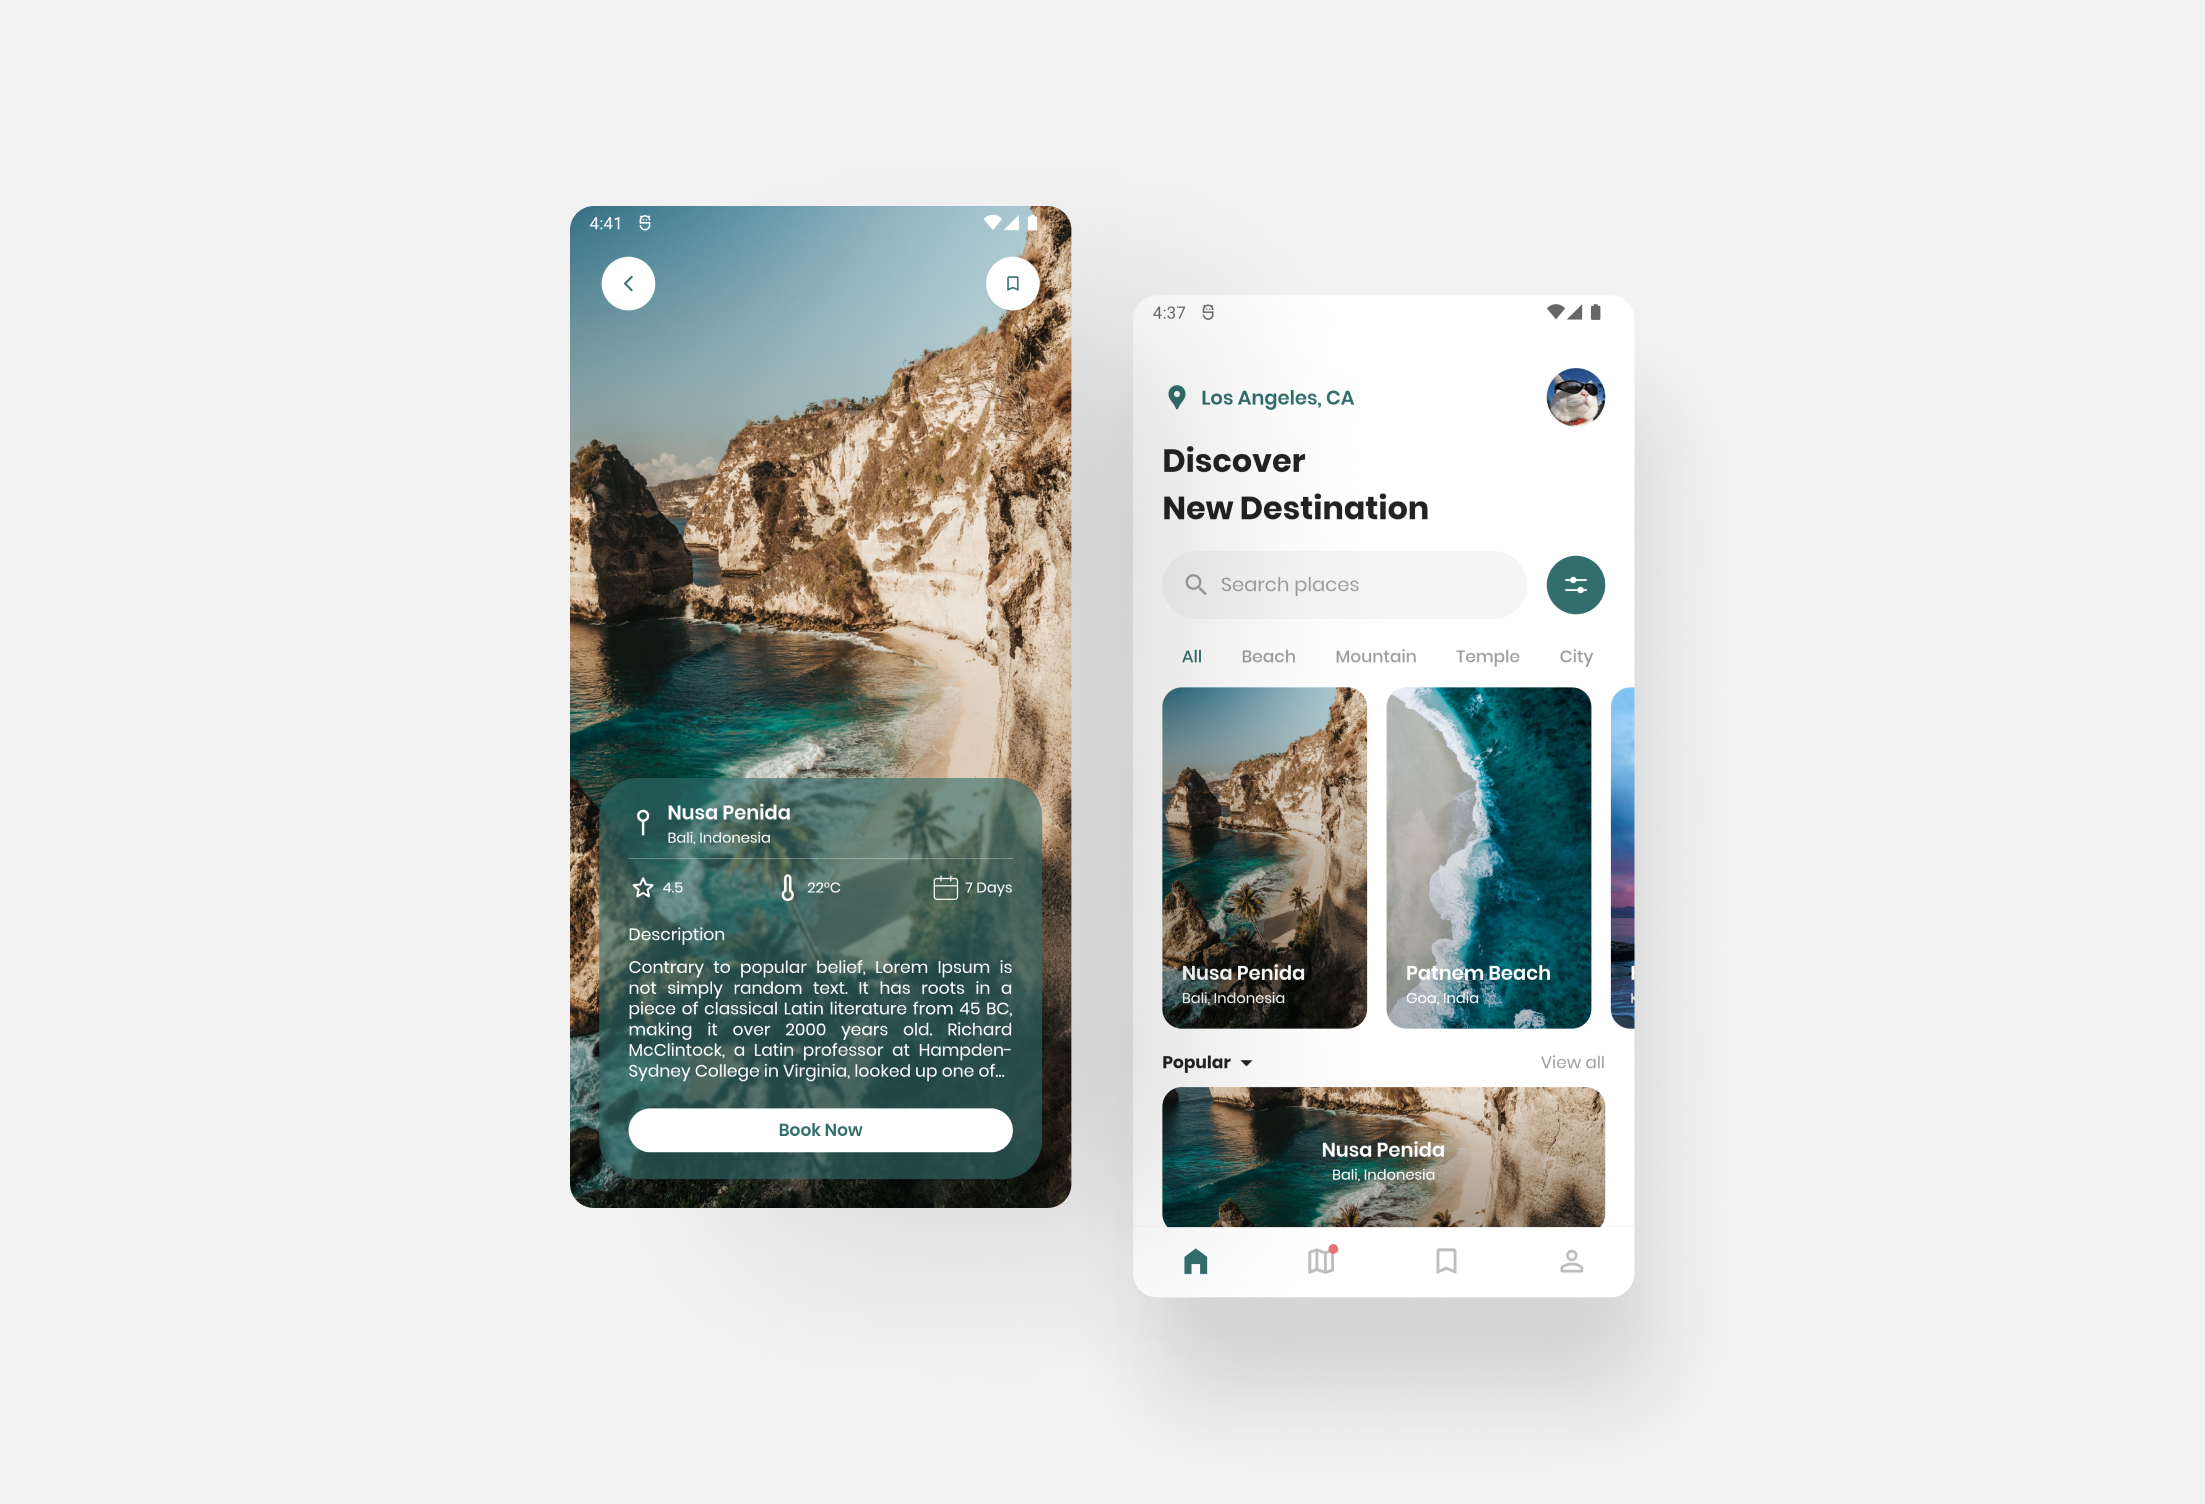 4:41
Nusa Penida
Bali, Indonesia
4.5
22°C
7 Days
Description
Contrary to popular belief, Lorem Ipsum is
not simply random text. It has roots in a
piece of classical Latin literature from 45 BC,
making it over 2000 years old. Richard
McClintock, a Latin professor at Hampden-
Sydney College in Virginia, looked up one of...
Book Now
4:37
Los Angeles, CA
Discover
New Destination
Search places
All Beach Mountain Temple City
Nusa Penida
Bali, Indonesia
Patnem Beach
Goa, India
Popular
View all
Nusa Penida
Bali, Indonesia